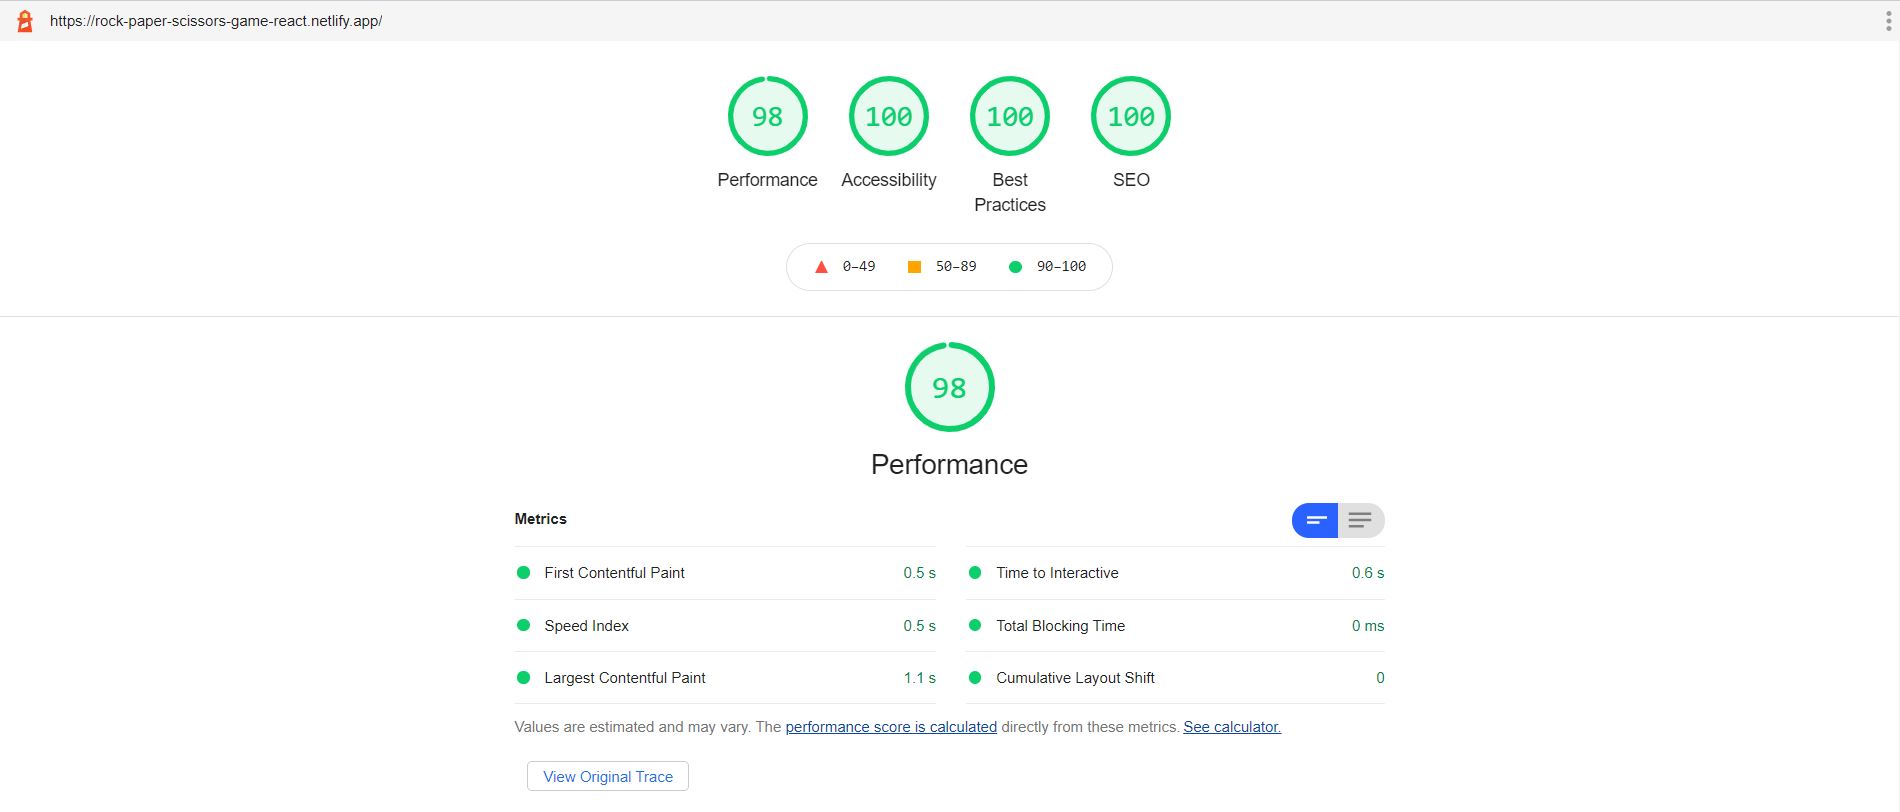 https://rock-paper-scissors-game-react.netlify.app/
98 100 100 100
Performance Accessibility Best Practices SEO
0–49 50–89 90–100
98
Performance
Metrics
First Contentful Paint 0.5 s
Time to Interactive 0.6 s
Speed Index 0.5 s
Total Blocking Time 0 ms
Largest Contentful Paint 1.1 s
Cumulative Layout Shift 0
Values are estimated and may vary. The performance score is calculated directly from these metrics. See calculator.
View Original Trace